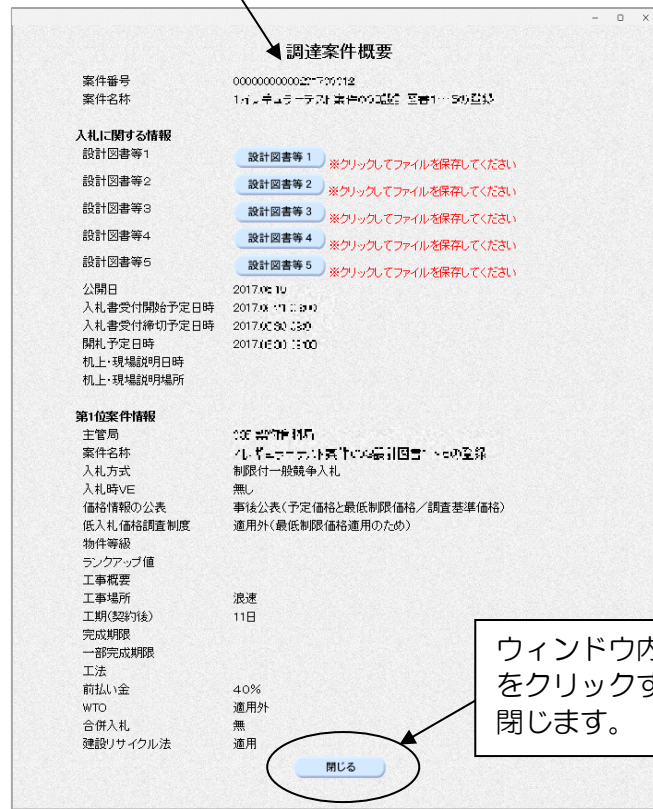 調達案件概要
案件番号
案件名称
入札に関する情報
設計図書等1 設計図書等 1 ※クリックしてファイルを保存してください
設計図書等2 設計図書等 2 ※クリックしてファイルを保存してください
設計図書等3 設計図書等 3 ※クリックしてファイルを保存してください
設計図書等4 設計図書等 4 ※クリックしてファイルを保存してください
設計図書等5 設計図書等 5 ※クリックしてファイルを保存してください
公開日
入札書受付開始予定日時
入札書受付締切予定日時
開札予定日時
机上・現場説明日時
机上・現場説明場所
第1位案件情報
主管局
案件名称
入札方式 制限付一般競争入札
入札時VE 無し
価格情報の公表 事後公表(予定価格と最低制限価格/調査基準価格)
低入札価格調査制度 適用外(最低制限価格適用のため)
物件等級
ランクアップ値
工事概要
工事場所 浪速
工期(契約後) 11日
完成期限
一部完成期限
工法
前払い金 40%
WTO 適用外
合併入札 無
建設リサイクル法 適用
閉じる
ウィンドウ内
をクリックす
閉じます。